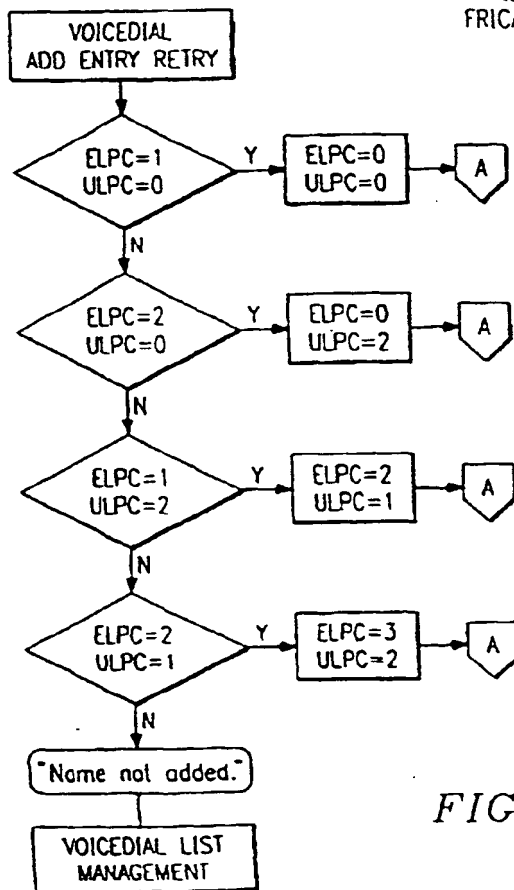 FRICA
VOICEDIAL
ADD ENTRY RETRY
ELPC=1
ULPC=0
Y
ELPC=0
ULPC=0
A
N
ELPC=2
ULPC=0
Y
ELPC=0
ULPC=2
A
N
ELPC=1
ULPC=2
Y
ELPC=2
ULPC=1
A
N
ELPC=2
ULPC=1
Y
ELPC=3
ULPC=2
A
N
"Name not added."
FIG
VOICEDIAL LIST
MANAGEMENT